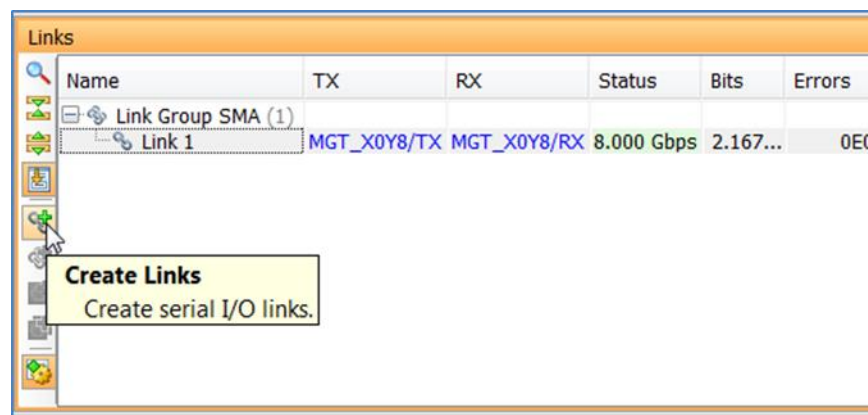 Links
Name TX RX Status Bits Errors
Link Group SMA (1)
Link 1 MGT_X0Y8/TX MGT_X0Y8/RX 8.000 Gbps 2.167... 0E0
Create Links
Create serial I/O links.